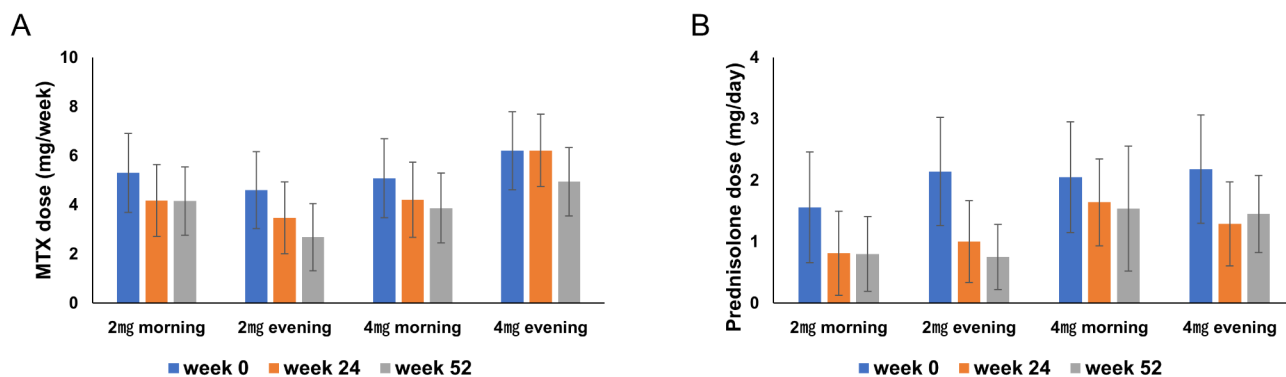 A
MTX dose (mg/week)
10
8
6
4
2
0
2㎎ morning 2㎎ evening 4㎎ morning 4㎎ evening
week 0 week 24 week 52
B
Prednisolone dose (mg/day)
4
3
2
1
0
2㎎ morning 2㎎ evening 4㎎ morning 4㎎ evening
week 0 week 24 week 52